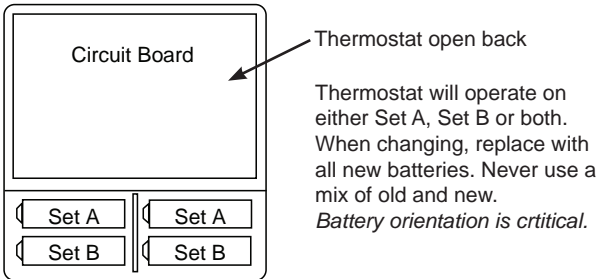 Circuit Board
Thermostat open back
Thermostat will operate on
either Set A, Set B or both.
When changing, replace with
all new batteries. Never use a
mix of old and new.
Battery orientation is crtitical.
Set A
Set A
Set B
Set B